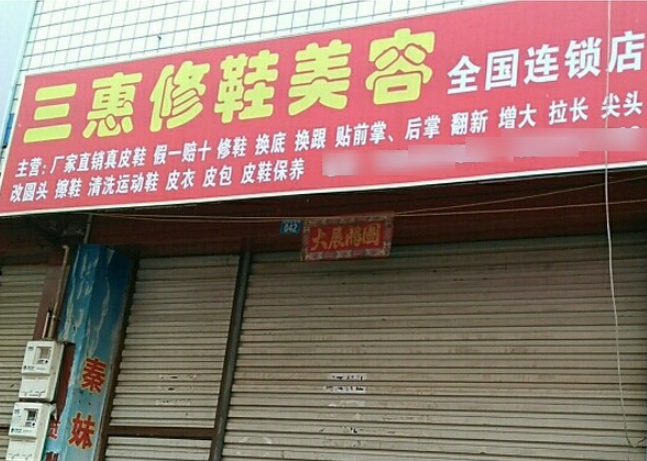 三惠修鞋美容 全国连锁店
主营：厂家直销真皮鞋 假一赔十 修鞋 换底 换跟 贴前掌、后掌 翻新 增大 拉长 尖头
改圆头 擦鞋 清洗运动鞋 皮衣 皮包 皮鞋保养
042
大展鸿图
秦
妹